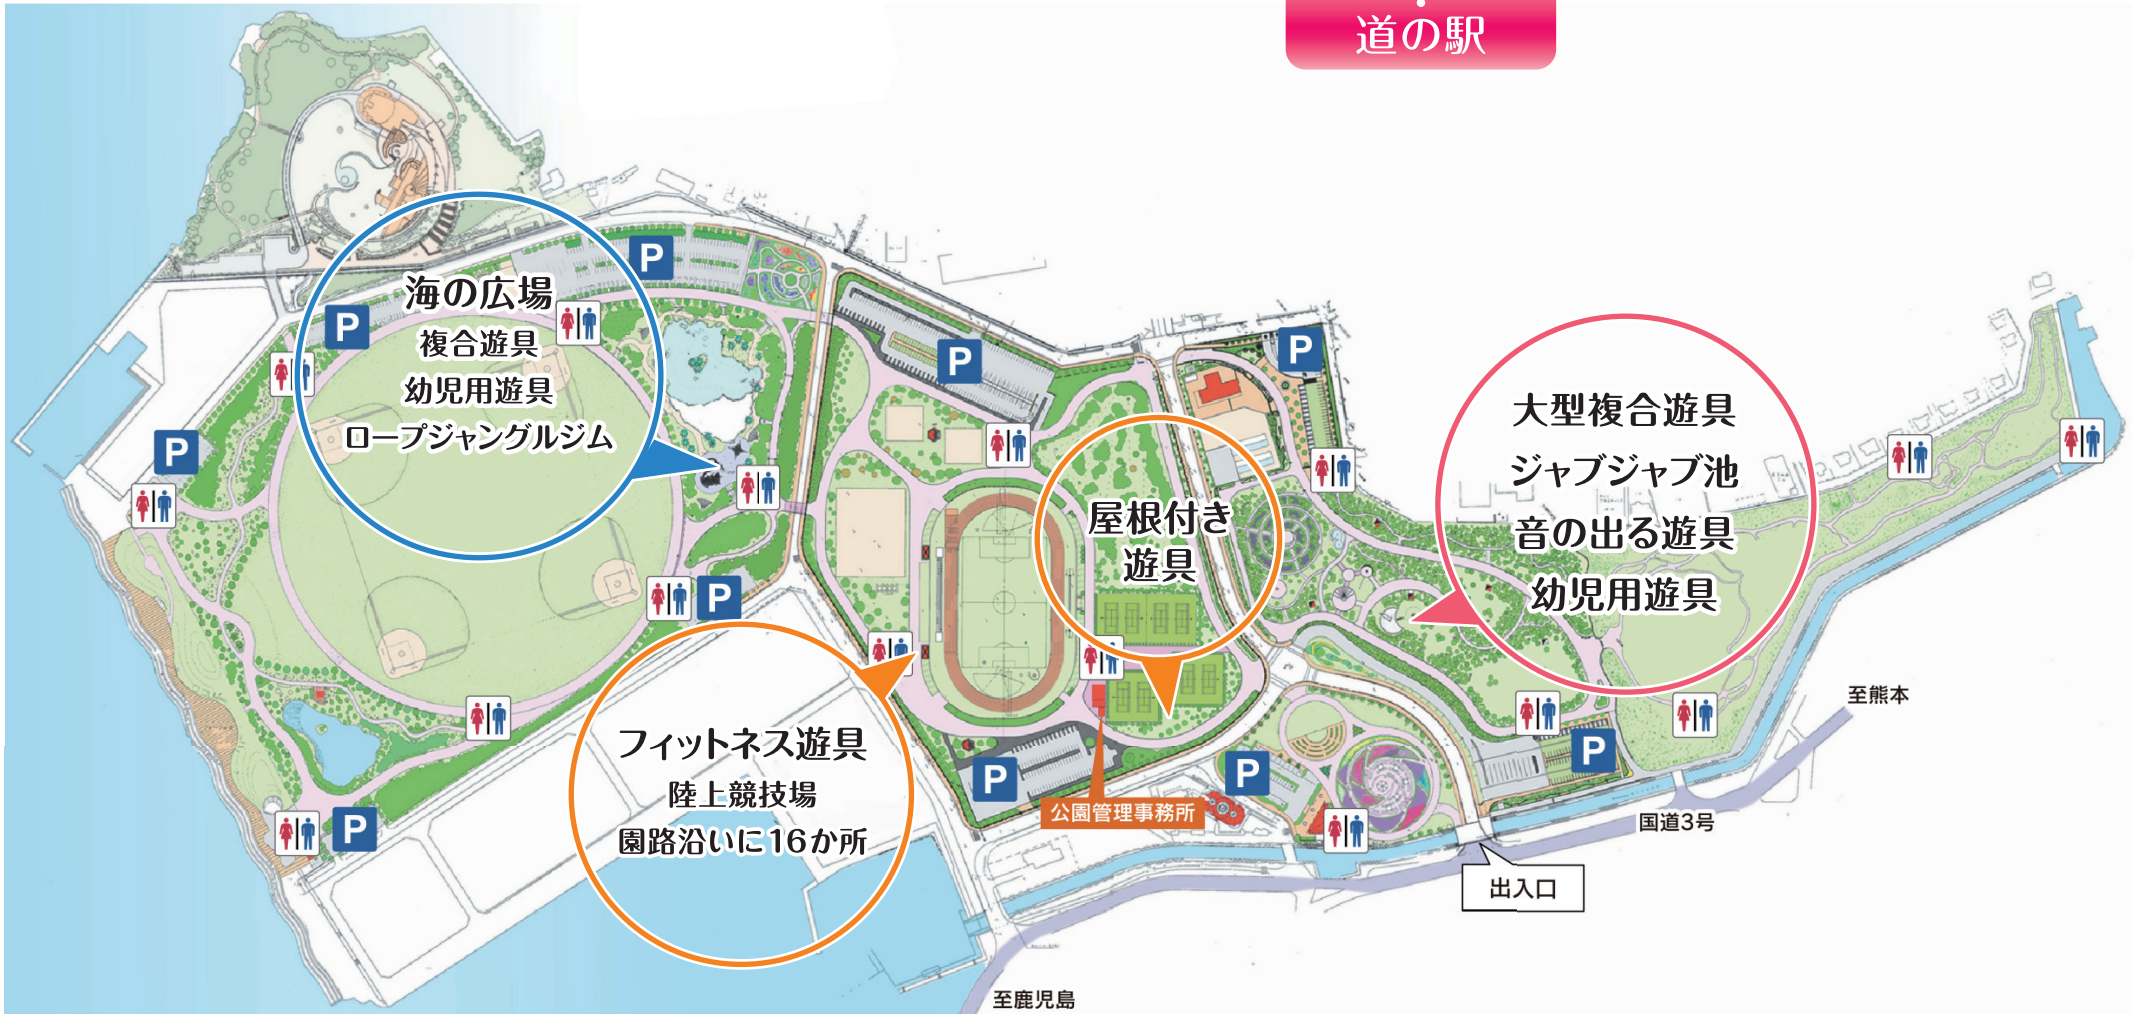 道の駅
P
海の広場
複合遊具
幼児用遊具
ロープジャングルジム
P
P
P
P
P
屋根付き
遊具
大型複合遊具
ジャブジャブ池
音の出る遊具
幼児用遊具
フィットネス遊具
陸上競技場
園路沿いに16か所
P
P
P
P
公園管理事務所
至熊本
国道3号
出入口
至鹿児島